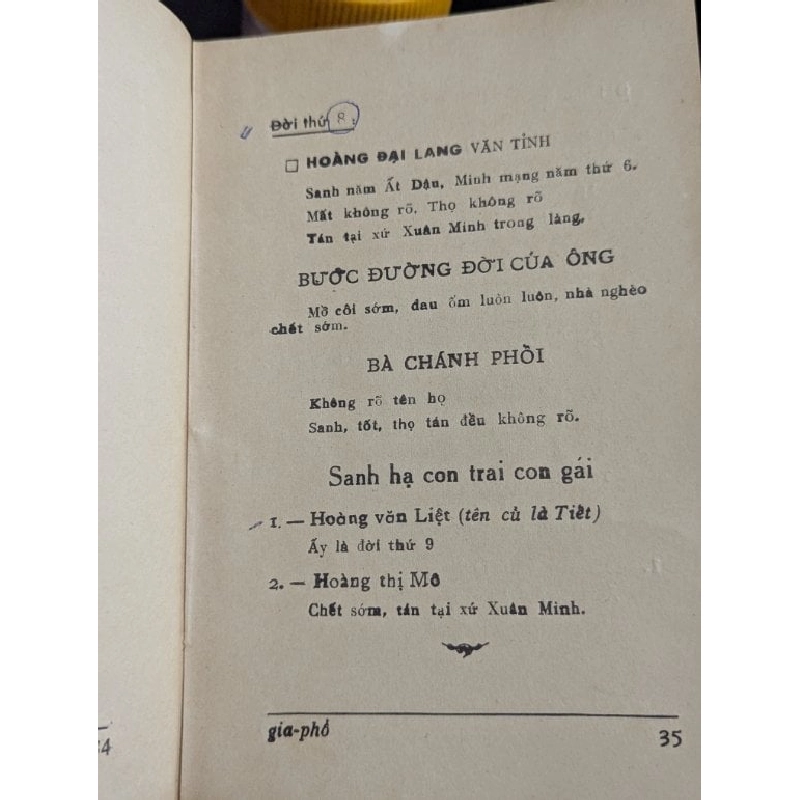 Đời thứ 8:
HOÀNG ĐẠI LANG VĂN TỈNH
Sanh năm Ất Dậu, Minh mạng năm thứ 6.
Mất không rõ, Thọ không rõ
Tán tại xứ Xuân Minh trong làng,
BƯỚC ĐƯỜNG ĐỜI CỦA ÔNG
Mồ côi sớm, đau ốm luôn luôn, nhà nghèo
chết sớm.
BÀ CHÁNH PHỒI
Không rõ tên họ
Sanh, tốt, thọ tán đều không rõ.
Sanh hạ con trai con gái
1. — Hoàng văn Liệt (tên củ là Tiết)
Ấy là đời thứ 9
2. — Hoàng thị Mô
Chết sớm, tán tại xứ Xuân Minh.
gia-phổ
35
34